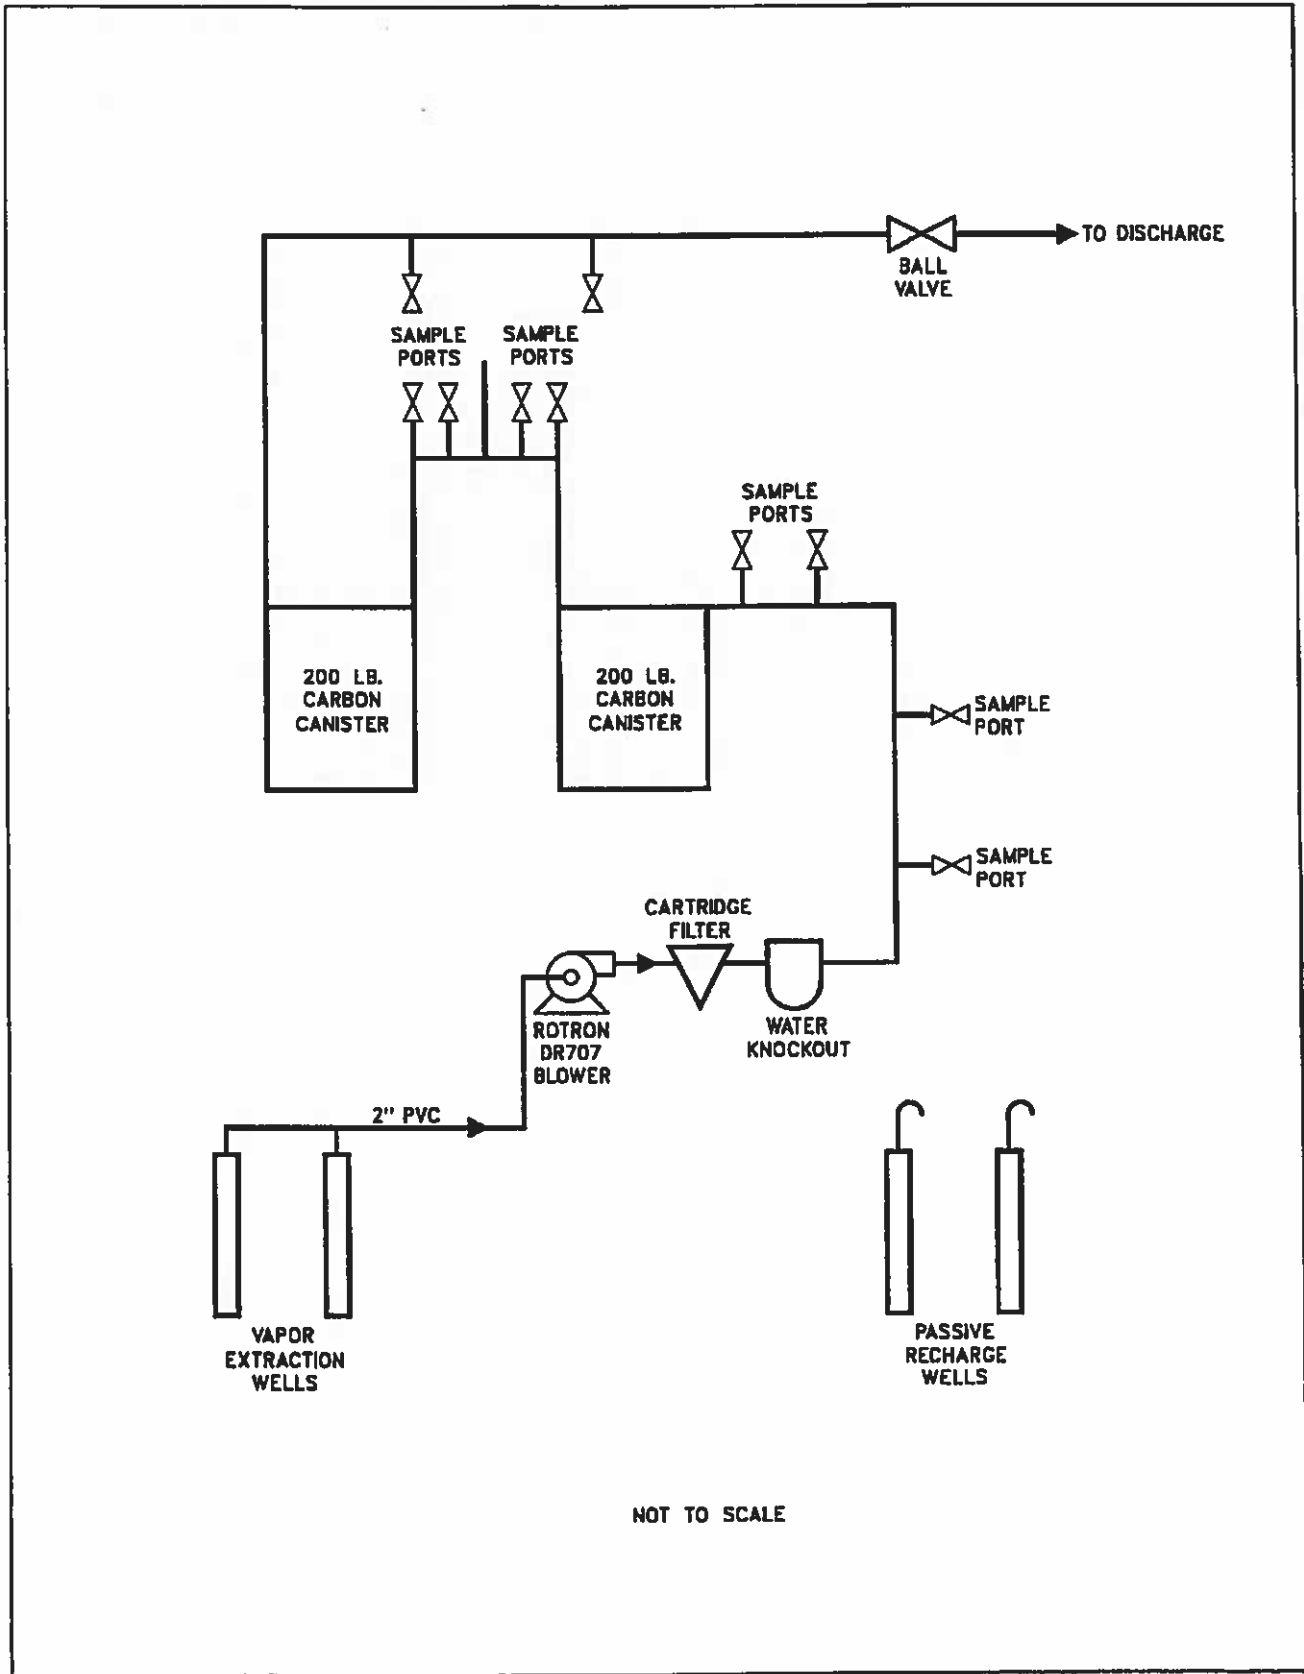 TO DISCHARGE
BALL
VALVE
SAMPLE
PORTS
SAMPLE
PORTS
SAMPLE
PORTS
200 LB.
CARBON
CANISTER
200 LB.
CARBON
CANISTER
SAMPLE
PORT
SAMPLE
PORT
CARTRIDGE
FILTER
WATER
KNOCKOUT
ROTRON
DR707
BLOWER
2" PVC
VAPOR
EXTRACTION
WELLS
PASSIVE
RECHARGE
WELLS
NOT TO SCALE